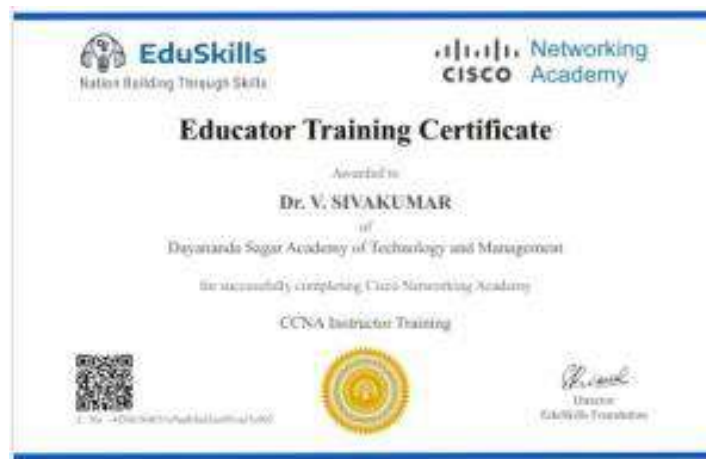 EduSkills
Nation Building Through Skills
CISCO
Networking
Academy
Educator Training Certificate
Awarded to
Dr. V. SIVAKUMAR
of
Dayananda Sagar Academy of Technology and Management
for successfully completing Cisco Networking Academy
CCNA Instructor Training
Director
EduSkills Foundation